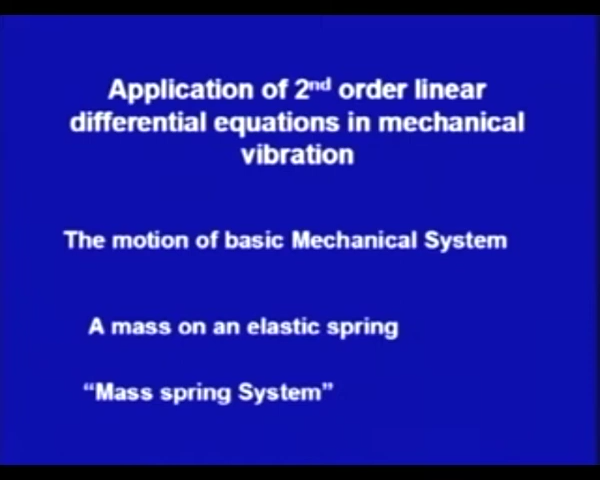 Application of 2nd order linear
differential equations in mechanical
vibration
The motion of basic Mechanical System
A mass on an elastic spring
“Mass spring System”